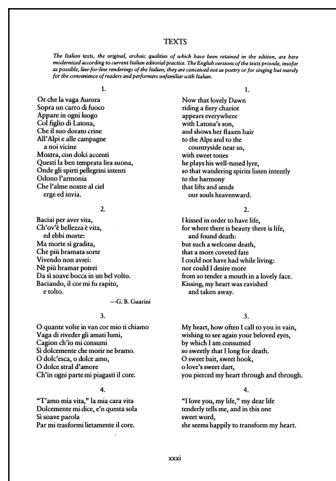 TEXTS
The Italian texts, the original, archaic qualities of which have been retained in the edition, are here
modernized according to current Italian editorial practice. The English versions of the texts provide, insofar
as possible, line-for-line renderings of the Italian; they are conceived not as poetry or for singing but merely
for the convenience of readers and performers unfamiliar with Italian.
1.
Or che la vaga Aurora
Sopra un carro di fuoco
Appare in ogni luogo
Col figlio di Latona,
Che il suo dorato crine
All'Alpi e alle campagne
a noi vicine
Mostra, con dolci accenti
Questi la ben temprata lira suona,
Onde gli spirti pellegrini intenti
Odono l'armonia
Che l'alme nostre al ciel
erge ed invia.
2.
Baciai per aver vita,
Ch'ov'è bellezza è vita,
ed ebbi morte:
Ma morte sì gradita,
Che più bramata sorte
Vivendo non avrei:
Nè più bramar potrei
Da sì soave bocca in un bel volto.
Baciando, il cor mi fu rapito,
e tolto.
—G. B. Guarini
3.
O quante volte in van cor mio ti chiamo
Vaga di riveder gli amati lumi,
Cagion ch'io mi consumi
Sì dolcemente che morir ne bramo.
O dolc'esca, o dolce amo,
O dolce stral d'amore
Ch'in ogni parte mi piagasti il core.
4.
"T'amo mia vita," la mia cara vita
Dolcemente mi dice, e'n questa sola
Sì soave parola
Par mi trasformi lietamente il core.
1.
Now that lovely Dawn
riding a fiery chariot
appears everywhere
with Latona's son,
and shows her flaxen hair
to the Alps and to the
countryside near us,
with sweet tones
he plays his well-tuned lyre,
so that wandering spirits listen intently
to the harmony
that lifts and sends
our souls heavenward.
2.
I kissed in order to have life,
for where there is beauty there is life,
and found death:
but such a welcome death,
that a more coveted fate
I could not have had while living:
nor could I desire more
from so tender a mouth in a lovely face.
Kissing, my heart was ravished
and taken away.
3.
My heart, how often I call to you in vain,
wishing to see again your beloved eyes,
by which I am consumed
so sweetly that I long for death.
O sweet bait, sweet hook,
o love's sweet dart,
you pierced my heart through and through.
4.
"I love you, my life," my dear life
tenderly tells me, and in this one
sweet word,
she seems happily to transform my heart.
xxxi